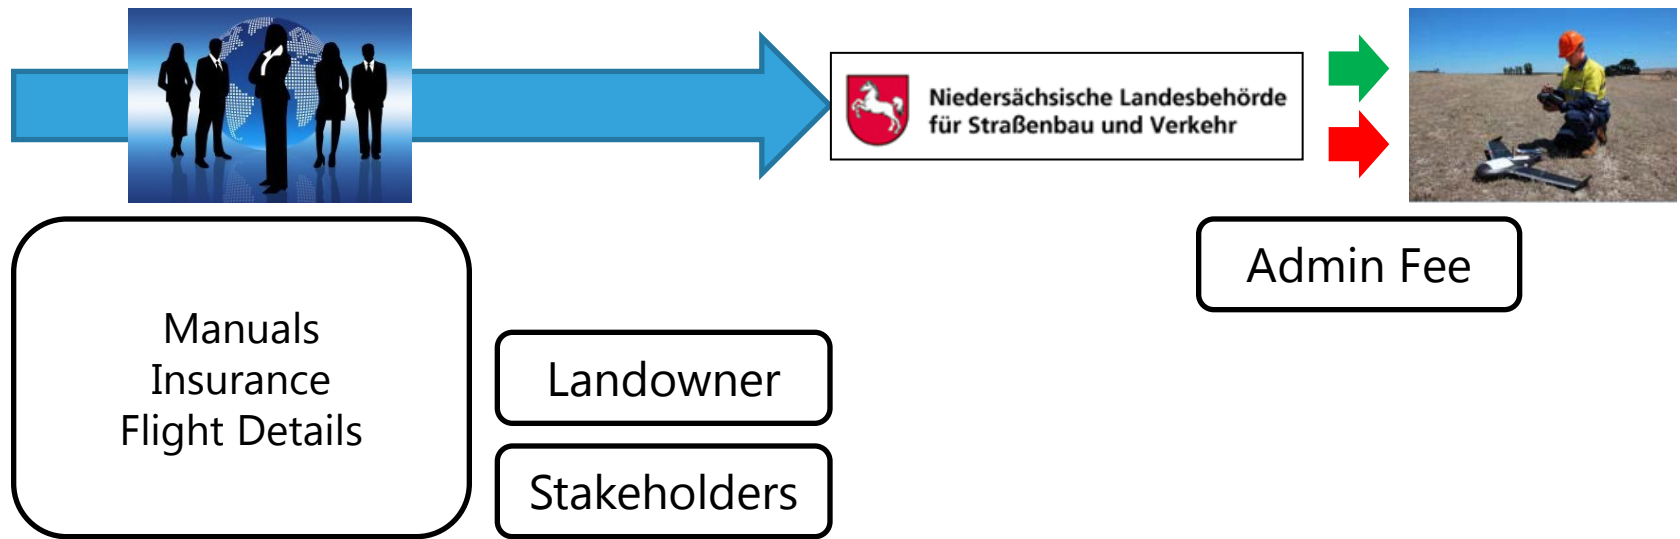 Niedersächsische Landesbehörde
für Straßenbau und Verkehr
Admin Fee
Manuals
Insurance
Flight Details
Landowner
Stakeholders